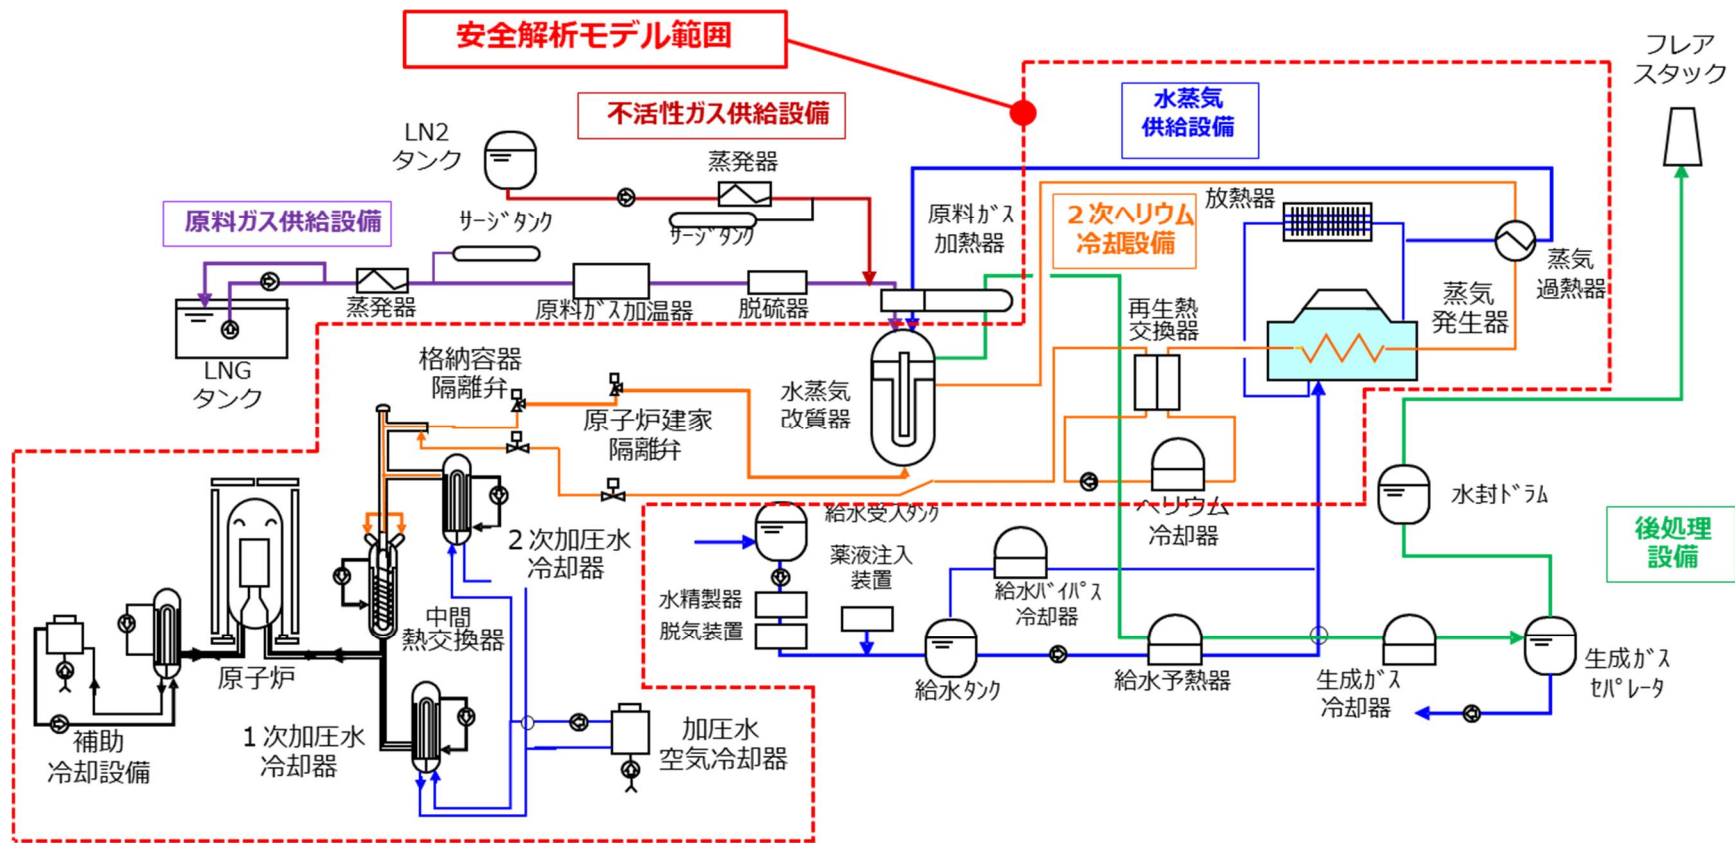 安全解析モデル範囲
フレア
スタック
不活性ガス供給設備
水蒸気
供給設備
LN2
タンク
蒸発器
原料ガス供給設備
サージタンク
サージタンク
原料ガス
加熱器
2次ヘリウム
冷却設備
放熱器
蒸気
過熱器
蒸発器
原料ガス加温器
脱硫器
再生熱
交換器
蒸気
発生器
LNG
タンク
格納容器
隔離弁
原子炉建家
隔離弁
水蒸気
改質器
ヘリウム
冷却器
水封ドラム
後処理
設備
2次加圧水
冷却器
給水受入タンク
薬液注入
装置
水精製器
脱気装置
給水バイパス
冷却器
中間
熱交換器
原子炉
給水タンク
給水予熱器
生成ガス
冷却器
生成ガス
セパレータ
補助
冷却設備
1次加圧水
冷却器
加圧水
空気冷却器